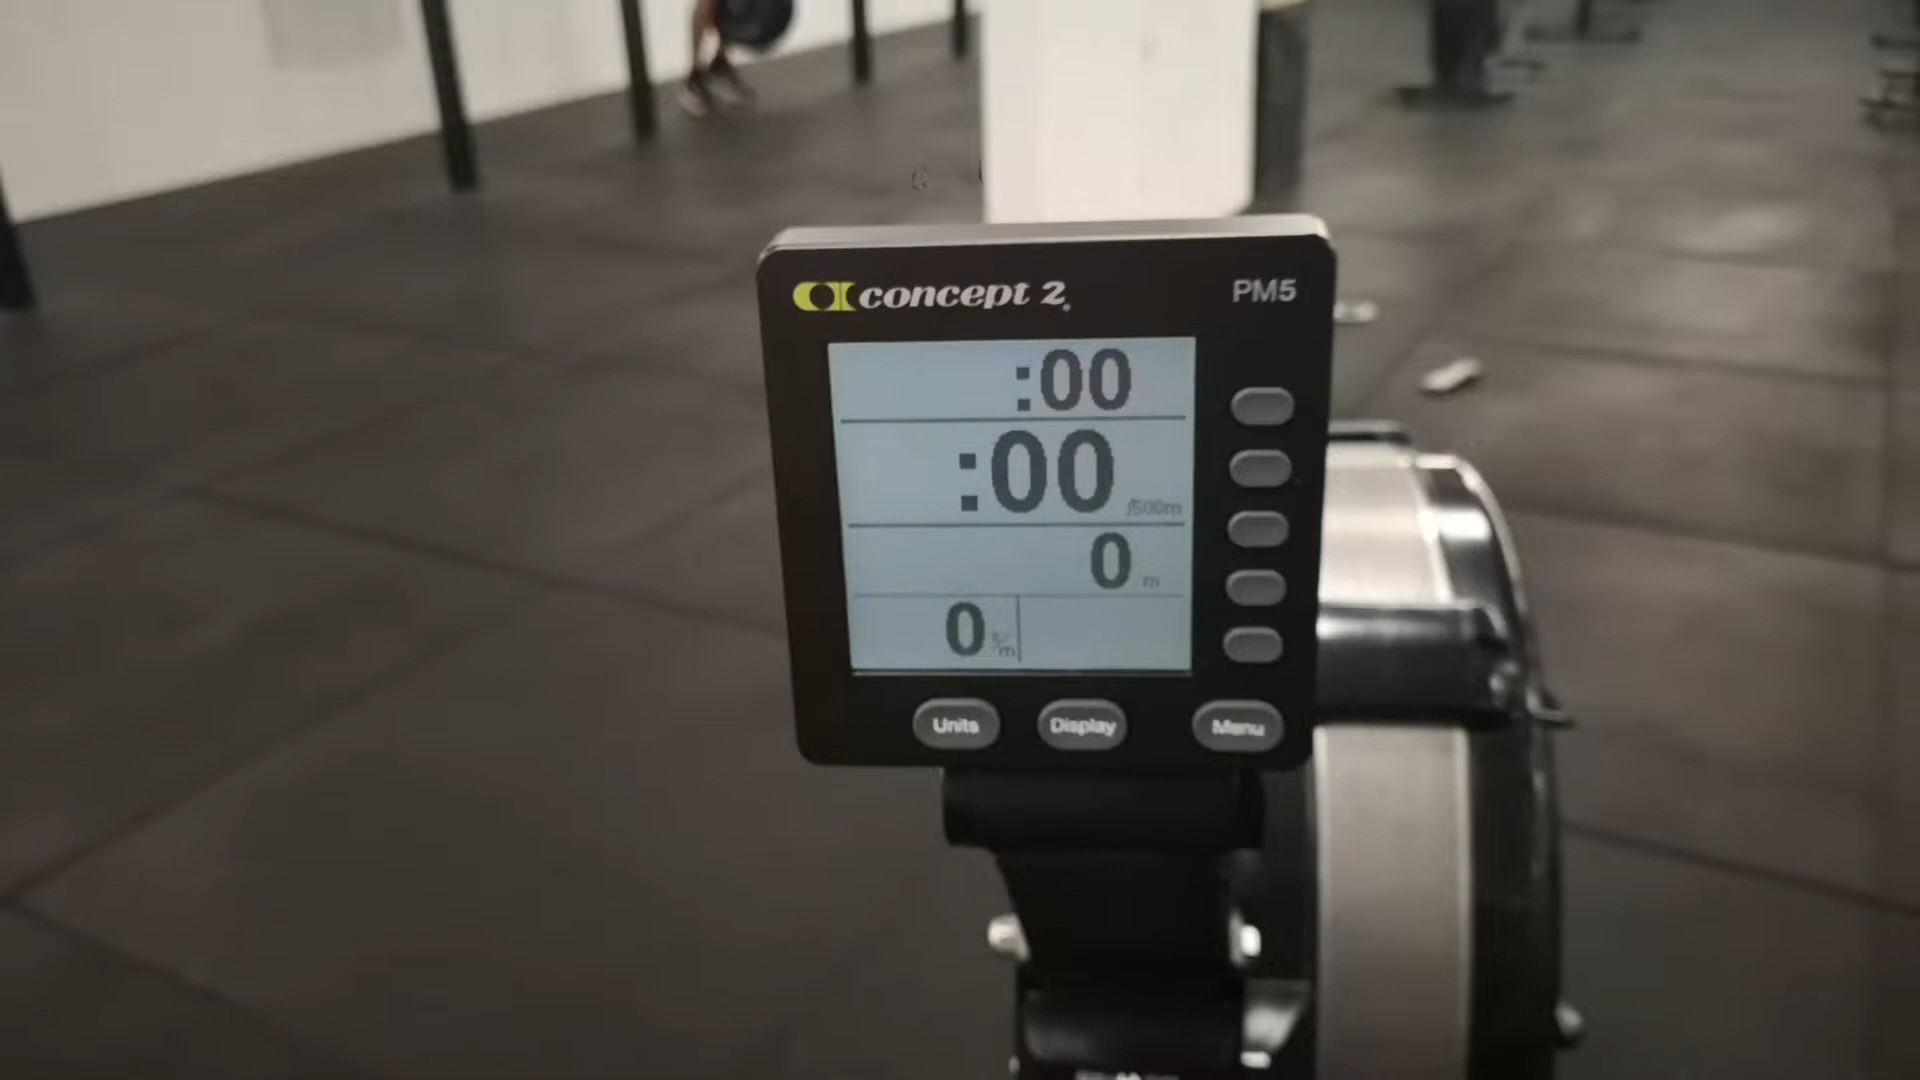 concept 2.
PM5
:00
:00 /500m
0 m
0 s/m
Units
Display
Menu